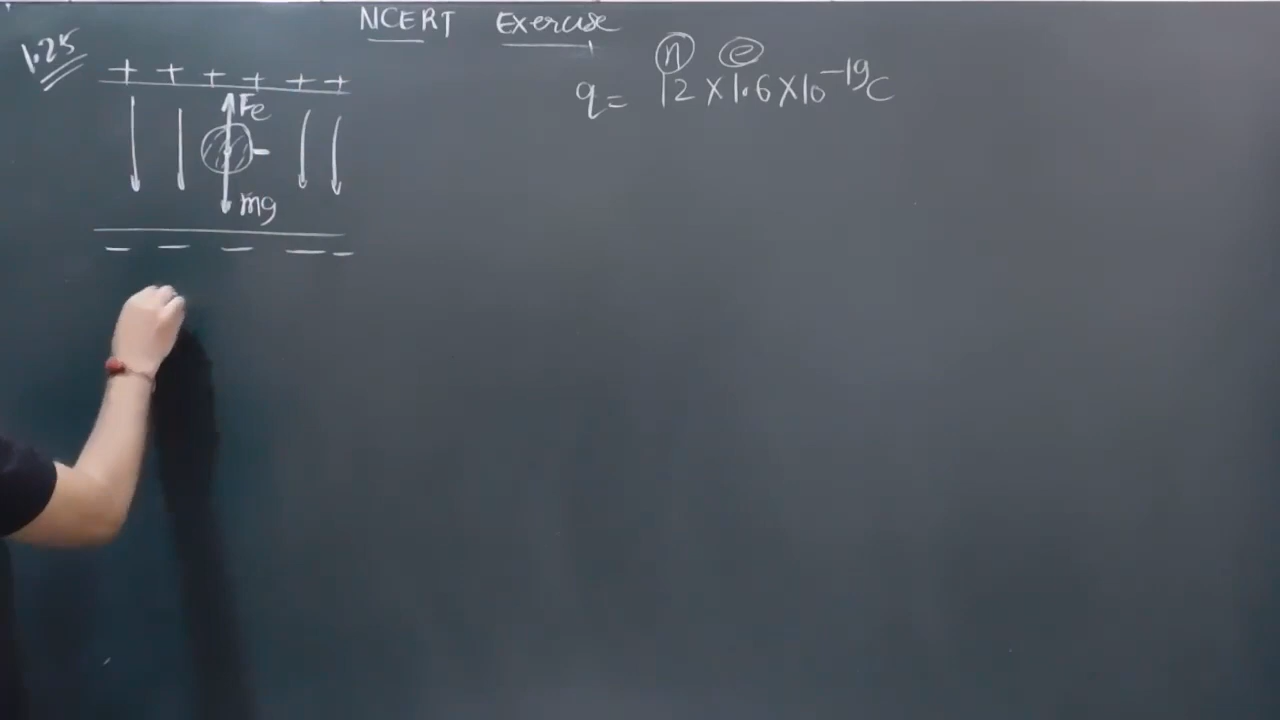 NCERT Exercise
1.25
+ + + + + +
Fe
-
mg
— — — — -
n e
q = 12 × 1.6 × 10⁻¹⁹ C